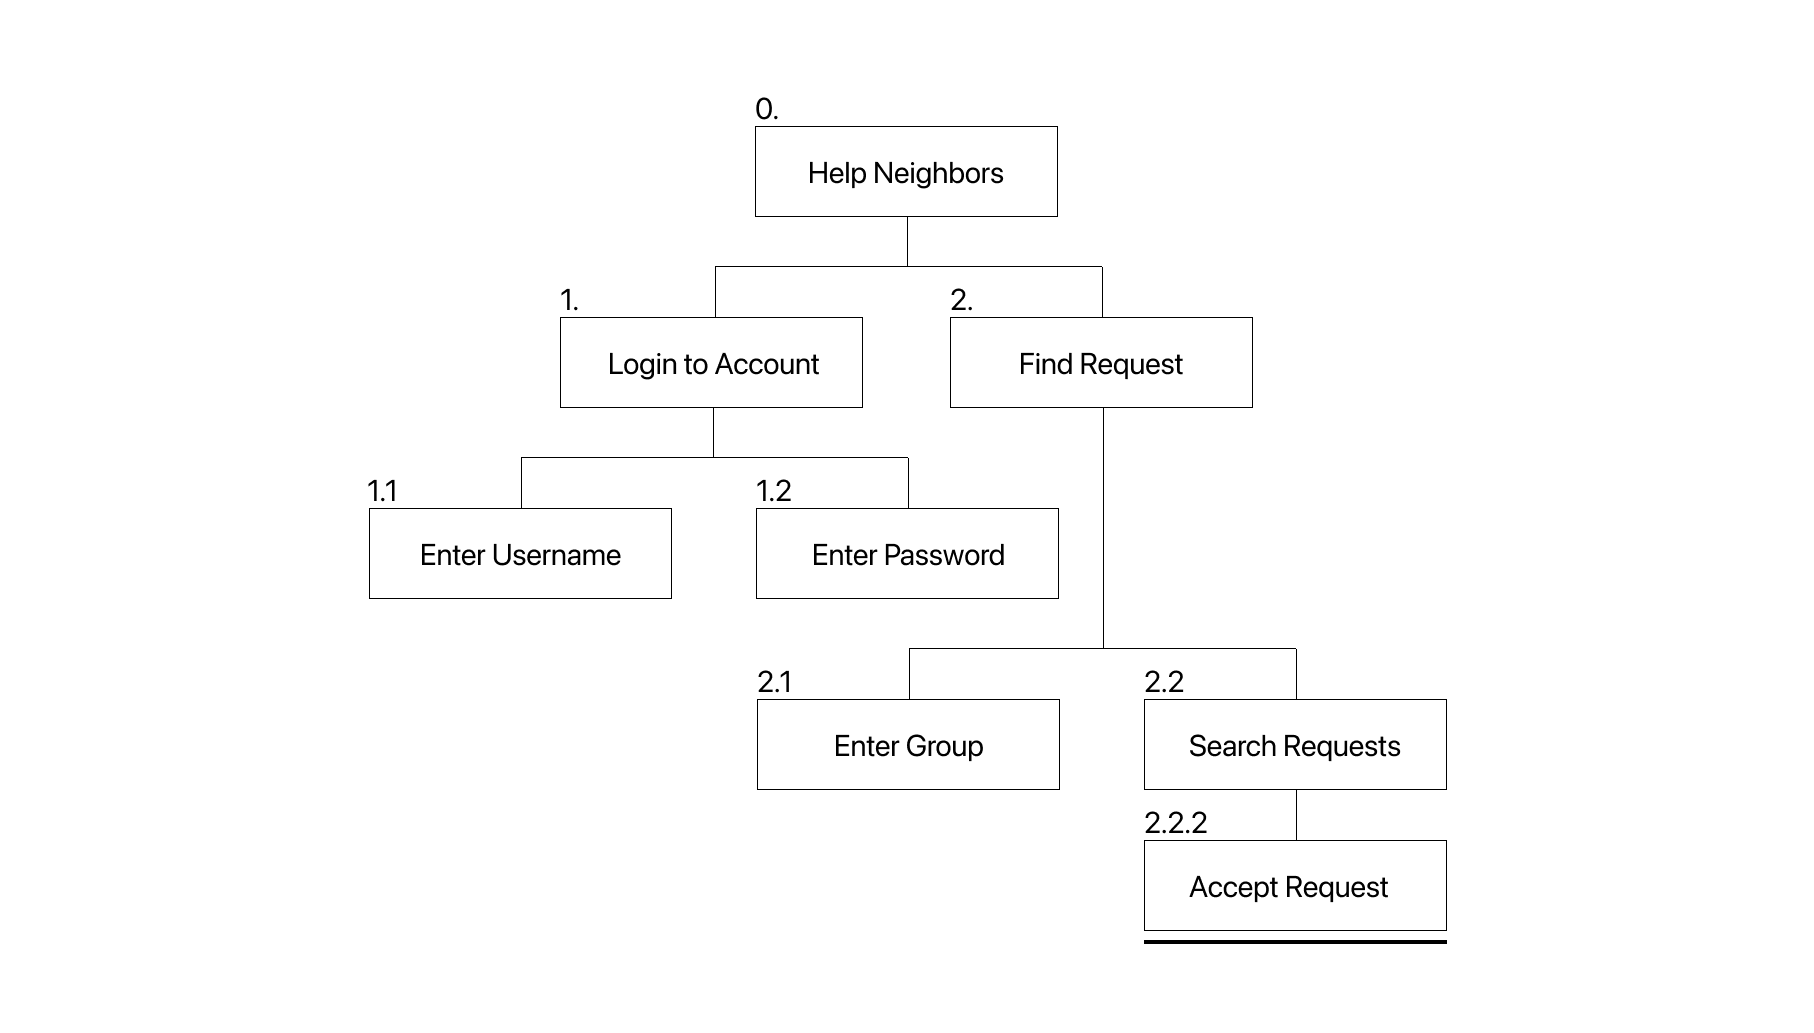 0.
Help Neighbors
1.
2.
Login to Account
Find Request
1.1
1.2
Enter Username
Enter Password
2.1
2.2
Enter Group
Search Requests
2.2.2
Accept Request